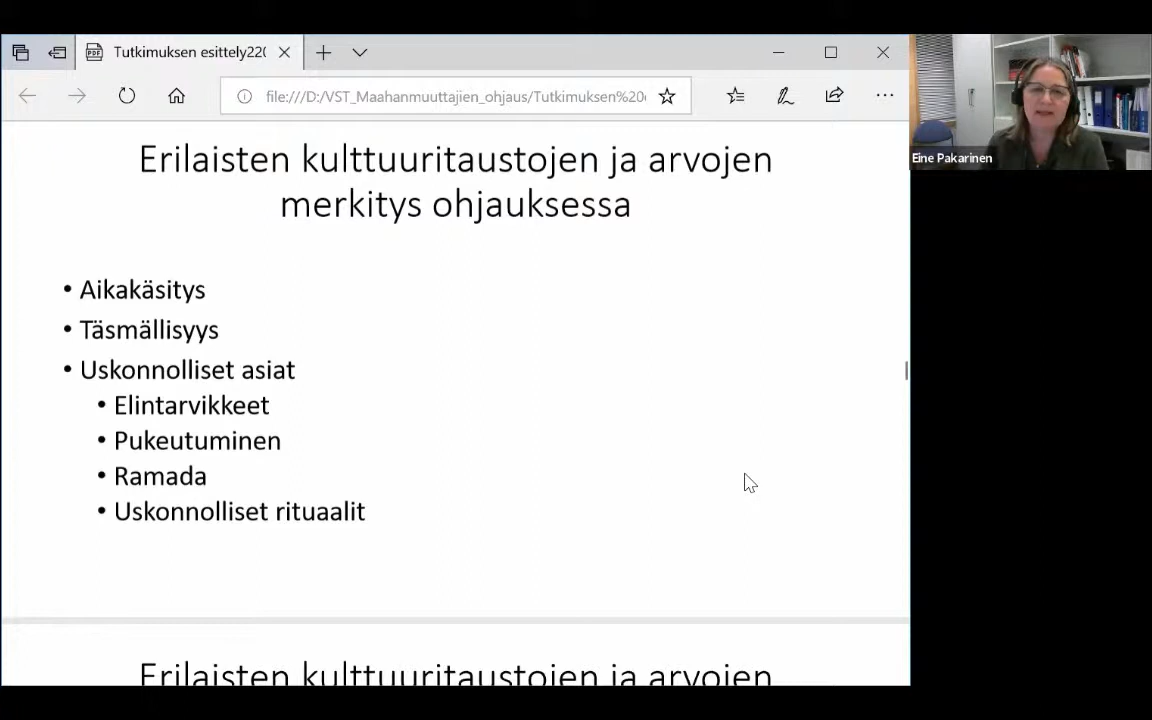 Tutkimuksen esittely220
file:///D:/VST_Maahanmuuttajien_ohjaus/Tutkimuksen%20
Eine Pakarinen
Erilaisten kulttuuritaustojen ja arvojen
merkitys ohjauksessa
• Aikakäsitys
• Täsmällisyys
• Uskonnolliset asiat
• Elintarvikkeet
• Pukeutuminen
• Ramada
• Uskonnolliset rituaalit
Erilaisten kulttuuritaustojen ja arvojen